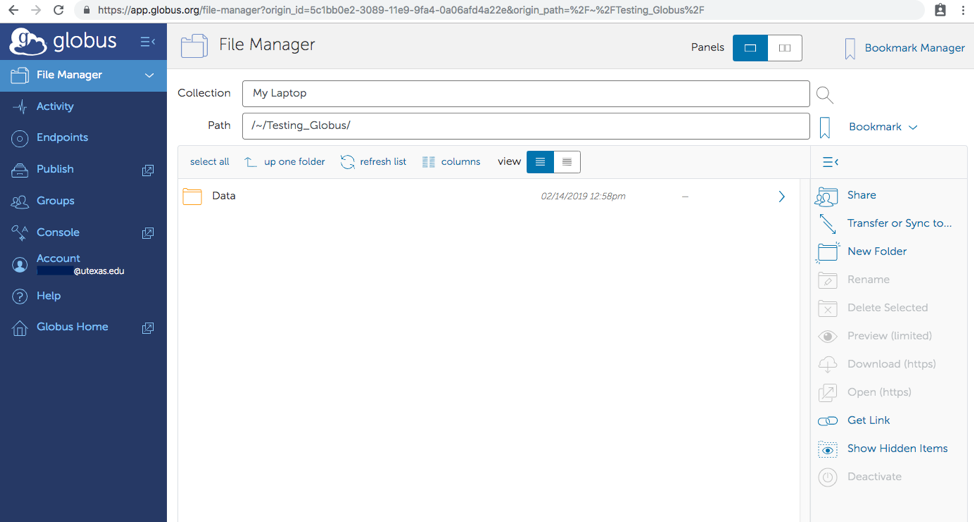 https://app.globus.org/file-manager?origin_id=5c1bb0e2-3089-11e9-9fa4-0a06afd4a22e&origin_path=%2F~%2FTesting_Globus%2F
globus
File Manager
Activity
Endpoints
Publish
Groups
Console
Account
@utexas.edu
Help
Globus Home
File Manager
Panels
Bookmark Manager
Collection
My Laptop
Path
/~/Testing_Globus/
Bookmark
select all
up one folder
refresh list
columns
view
Data
02/14/2019 12:58pm
—
Share
Transfer or Sync to...
New Folder
Rename
Delete Selected
Preview (limited)
Download (https)
Open (https)
Get Link
Show Hidden Items
Deactivate